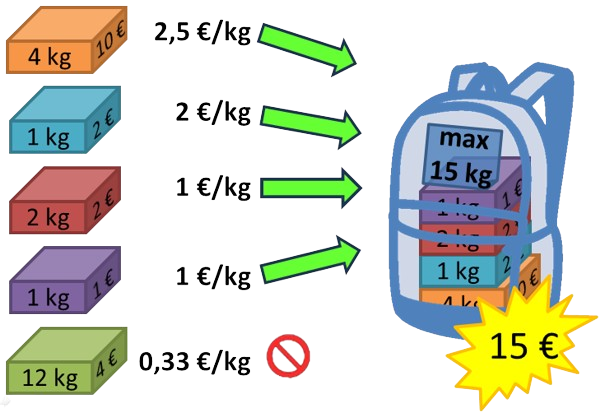 4 kg 10 € 2,5 €/kg
1 kg 2 € 2 €/kg
2 kg 2 € 1 €/kg
1 kg 1 € 1 €/kg
12 kg 4 € 0,33 €/kg
max
15 kg
1 kg 1 €
2 kg 2
1 kg 2
4 kg 0 €
15 €